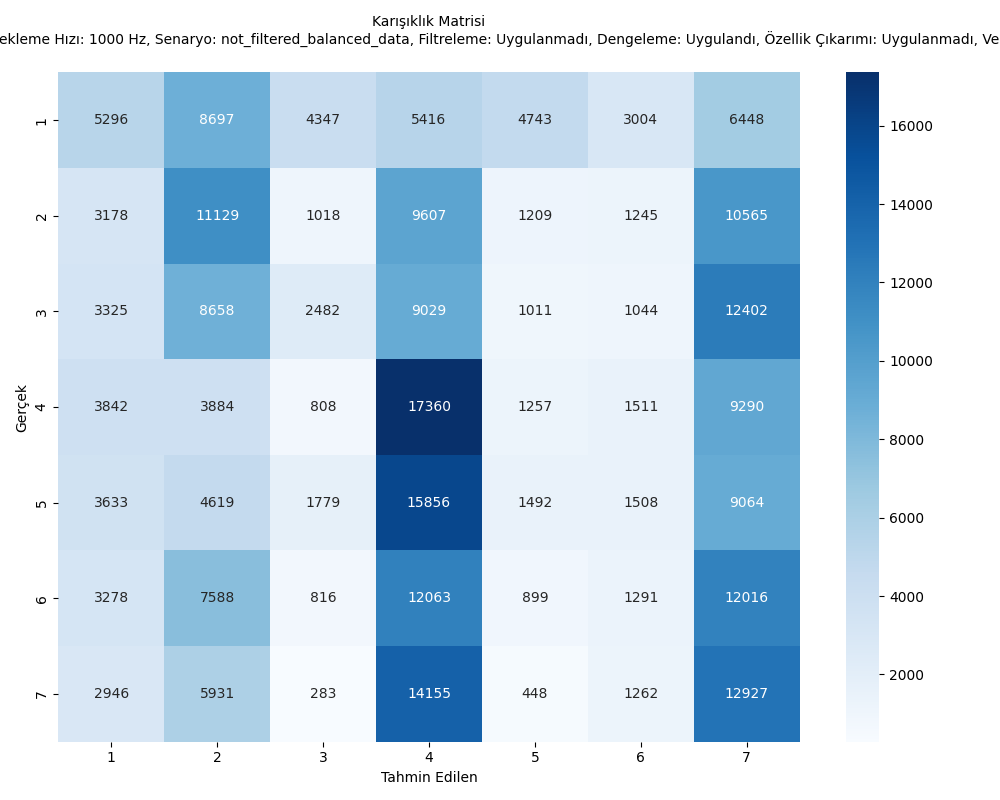 Karışıklık Matrisi
ekleme Hızı: 1000 Hz, Senaryo: not_filtered_balanced_data, Filtreleme: Uygulanmadı, Dengeleme: Uygulandı, Özellik Çıkarımı: Uygulanmadı, Ve
1 5296 8697 4347 5416 4743 3004 6448
2 3178 11129 1018 9607 1209 1245 10565
3 3325 8658 2482 9029 1011 1044 12402
4 3842 3884 808 17360 1257 1511 9290
5 3633 4619 1779 15856 1492 1508 9064
6 3278 7588 816 12063 899 1291 12016
7 2946 5931 283 14155 448 1262 12927
1 2 3 4 5 6 7
Gerçek
Tahmin Edilen
16000
14000
12000
10000
8000
6000
4000
2000